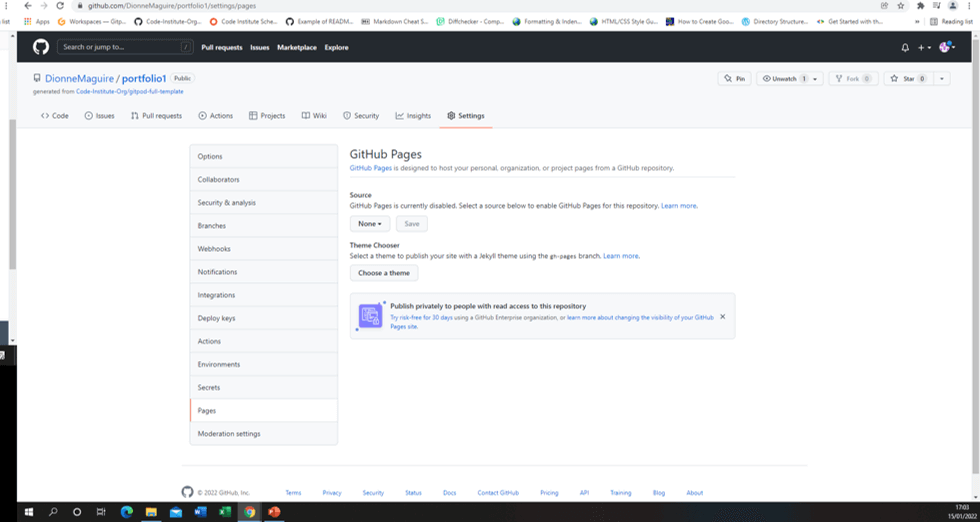 github.com/DionneMaguire/portfolio1/settings/pages
list Apps Workspaces — Gitp... Code-Institute-Org... Code Institute Sche... Example of READM... Markdown Cheat S... Diffchecker - Comp... Formatting & Inden... HTML/CSS Style Gu... How to Create Goo... Directory Structure... Get Started with th... » Reading list
Search or jump to... / Pull requests Issues Marketplace Explore
DionneMaguire / portfolio1 Public Pin Unwatch 1 Fork 0 Star 0
generated from Code-Institute-Org/gitpod-full-template
Code Issues Pull requests Actions Projects Wiki Security Insights Settings
Options
Collaborators
Security & analysis
Branches
Webhooks
Notifications
Integrations
Deploy keys
Actions
Environments
Secrets
Pages
Moderation settings
GitHub Pages
GitHub Pages is designed to host your personal, organization, or project pages from a GitHub repository.
Source
GitHub Pages is currently disabled. Select a source below to enable GitHub Pages for this repository. Learn more.
None Save
Theme Chooser
Select a theme to publish your site with a Jekyll theme using the gh-pages branch. Learn more.
Choose a theme
Publish privately to people with read access to this repository
Try risk-free for 30 days using a GitHub Enterprise organization, or learn more about changing the visibility of your GitHub
Pages site.
© 2022 GitHub, Inc. Terms Privacy Security Status Docs Contact GitHub Pricing API Training Blog About
17:03
15/01/2022